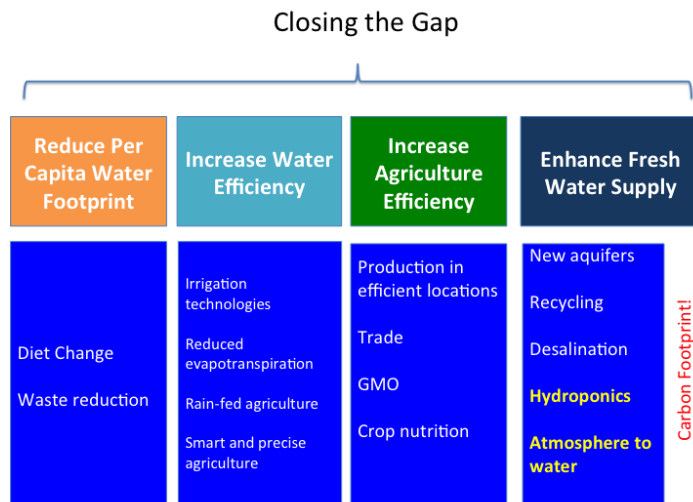 Closing the Gap
Reduce Per
Capita Water
Footprint
Increase Water
Efficiency
Increase
Agriculture
Efficiency
Enhance Fresh
Water Supply
Diet Change
Waste reduction
Irrigation
technologies
Reduced
evapotranspiration
Rain-fed agriculture
Smart and precise
agriculture
Production in
efficient locations
Trade
GMO
Crop nutrition
New aquifers
Recycling
Desalination
Hydroponics
Atmosphere to
water
Carbon Footprint!